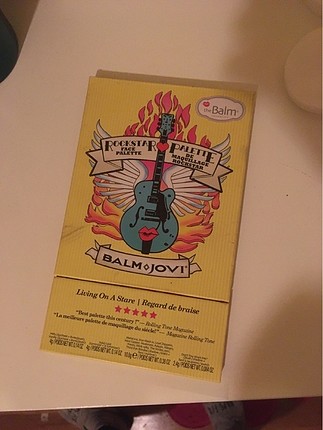 theBalm
ROCKSTAR PALETTE
FACE PALETTE
DE MAQUILLAGE ROCKSTAR
BALM JOVI
Living On A Stare | Regard de braise
"Best palette this century!" — Rolling Tone Magazine
"La meilleure palette de maquillage du siècle!" — Magazine Rolling Tone